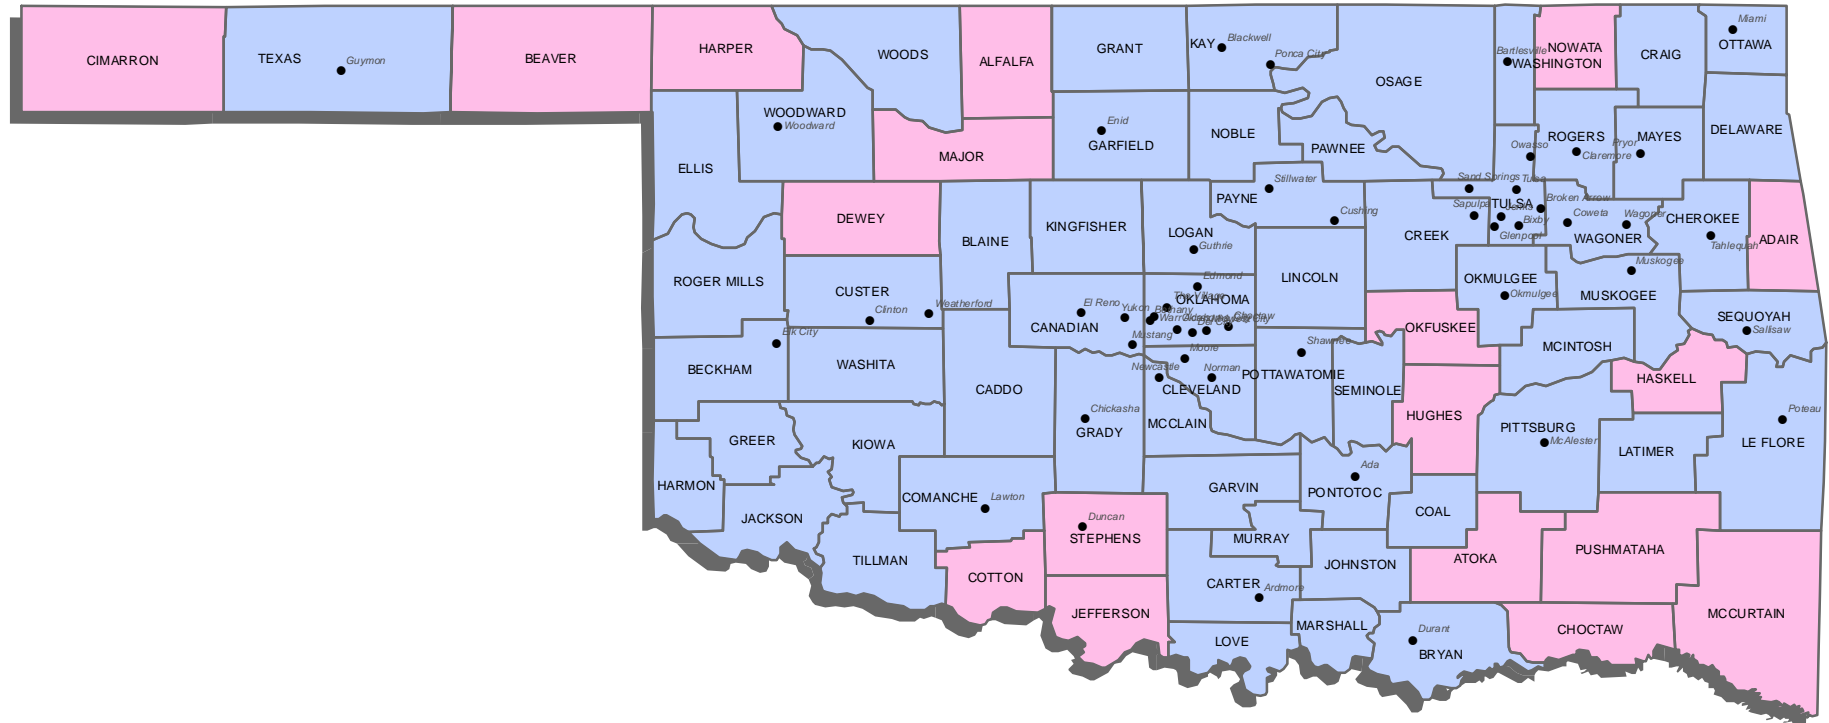 Miami
Blackwell
KAY
NOWATA
OTTAWA
HARPER
GRANT
WOODS
Bartlesville
CRAIG
Ponca City
CIMARRON
TEXAS
Guymon
BEAVER
ALFALFA
WASHINGTON
OSAGE
WOODWARD
Woodward
Enid
NOBLE
DELAWARE
GARFIELD
ROGERS
MAYES
Owasso
Pryor
PAWNEE
Claremore
MAJOR
ELLIS
Stillwater
Sand Springs
Tulsa
PAYNE
Broken Arrow
Sapulpa
TULSA
Jenks
DEWEY
Cushing
Bixby
Coweta
Wagoner
CHEROKEE
KINGFISHER
LOGAN
CREEK
Glenpool
WAGONER
BLAINE
Guthrie
Tahlequah
ADAIR
Muskogee
ROGER MILLS
Edmond
LINCOLN
OKMULGEE
CUSTER
The Village
OKLAHOMA
Okmulgee
MUSKOGEE
Weatherford
El Reno
Yukon
Bethany
Clinton
Choctaw
CANADIAN
OKFUSKEE
SEQUOYAH
Sallisaw
Elk City
Mustang
Shawnee
MCINTOSH
Moore
BECKHAM
WASHITA
Newcastle
Norman
POTTAWATOMIE
HASKELL
CADDO
CLEVELAND
SEMINOLE
Chickasha
HUGHES
Poteau
GREER
GRADY
MCCLAIN
PITTSBURG
McAlester
KIOWA
LATIMER
LE FLORE
Ada
HARMON
GARVIN
PONTOTOC
COMANCHE
Lawton
JACKSON
COAL
Duncan
STEPHENS
MURRAY
PUSHMATAHA
TILLMAN
ATOKA
JOHNSTON
COTTON
CARTER
Ardmore
JEFFERSON
MCCURTAIN
MARSHALL
CHOCTAW
LOVE
Durant
BRYAN